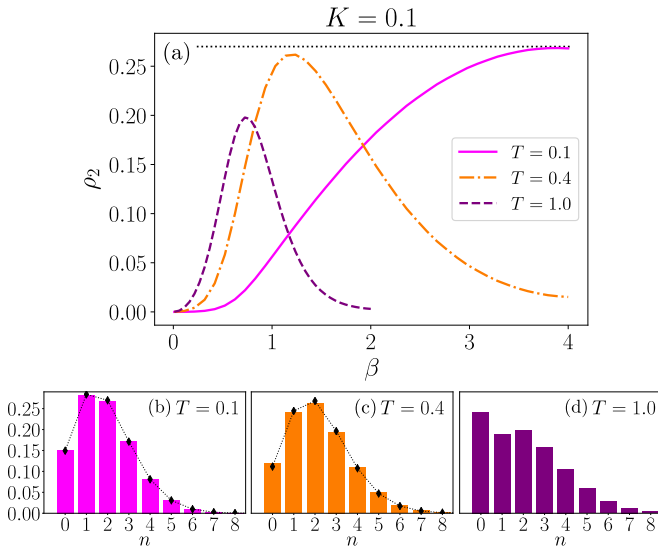 K = 0.1
(a)
ρ₂
0.25
0.20
0.15
0.10
0.05
0.00
T = 0.1
T = 0.4
T = 1.0
0 1 2 3 4
β
0.25
0.20
0.15
0.10
0.05
0.00
(b) T = 0.1
0 1 2 3 4 5 6 7 8
n
(c) T = 0.4
0 1 2 3 4 5 6 7 8
n
(d) T = 1.0
0 1 2 3 4 5 6 7 8
n